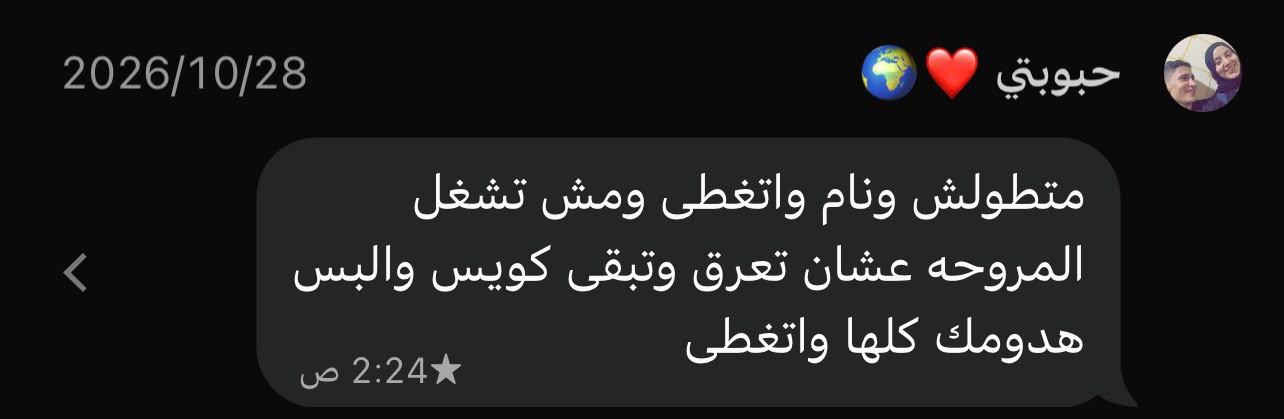 حبوبتي ❤️🌍
2026/10/28
متطولش ونام واتغطى ومش تشغل
المروحه عشان تعرق وتبقى كويس والبس
هدومك كلها واتغطى
★2:24 ص